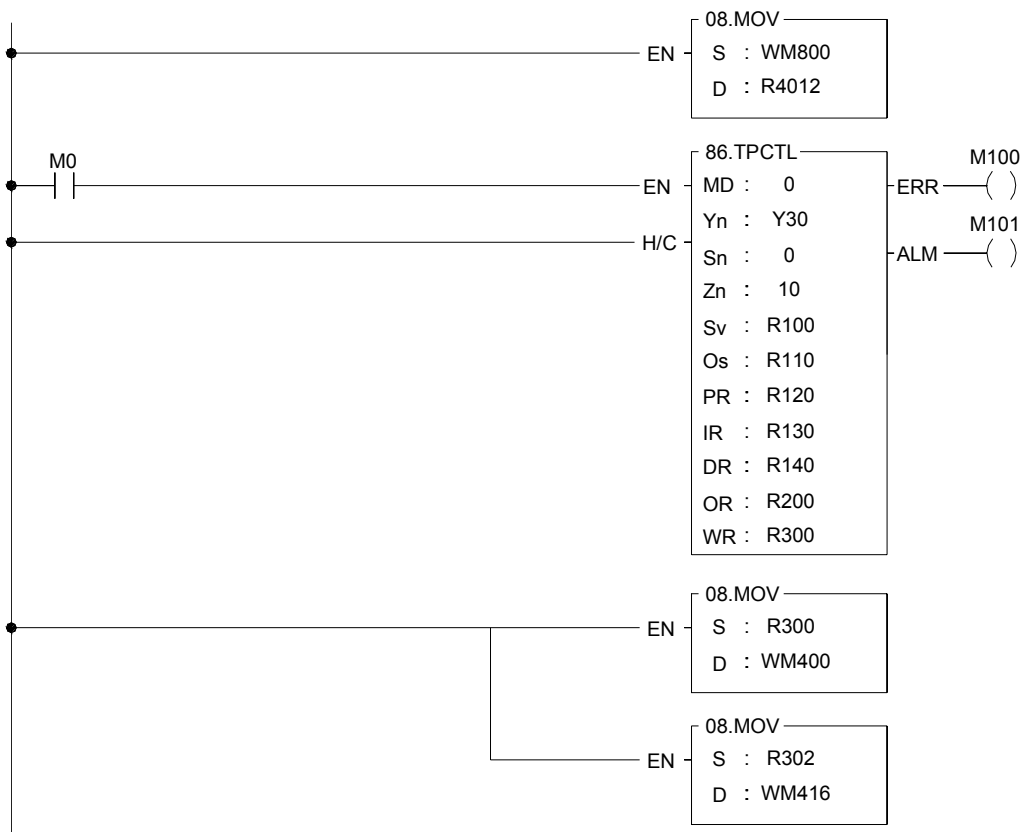 08.MOV
EN S : WM800
D : R4012
M0
86.TPCTL
M100
EN MD : 0 ERR ( )
Yn : Y30
M101
H/C Sn : 0 ALM ( )
Zn : 10
Sv : R100
Os : R110
PR : R120
IR : R130
DR : R140
OR : R200
WR : R300
08.MOV
EN S : R300
D : WM400
08.MOV
EN S : R302
D : WM416